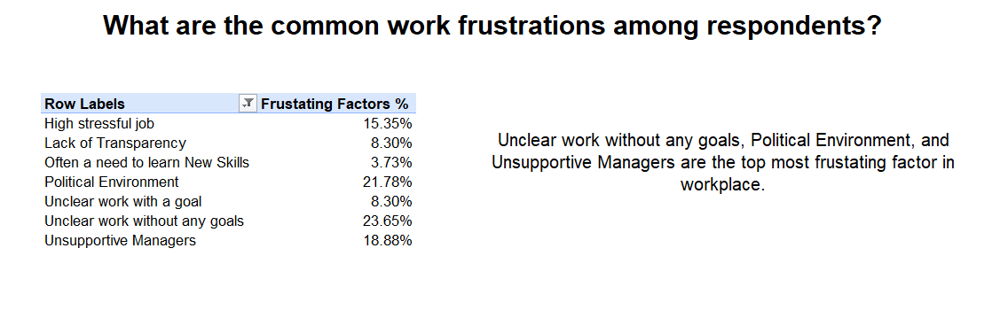 What are the common work frustrations among respondents?
Row Labels Frustating Factors %
High stressful job 15.35%
Lack of Transparency 8.30%
Often a need to learn New Skills 3.73%
Political Environment 21.78%
Unclear work with a goal 8.30%
Unclear work without any goals 23.65%
Unsupportive Managers 18.88%
Unclear work without any goals, Political Environment, and
Unsupportive Managers are the top most frustating factor in
workplace.